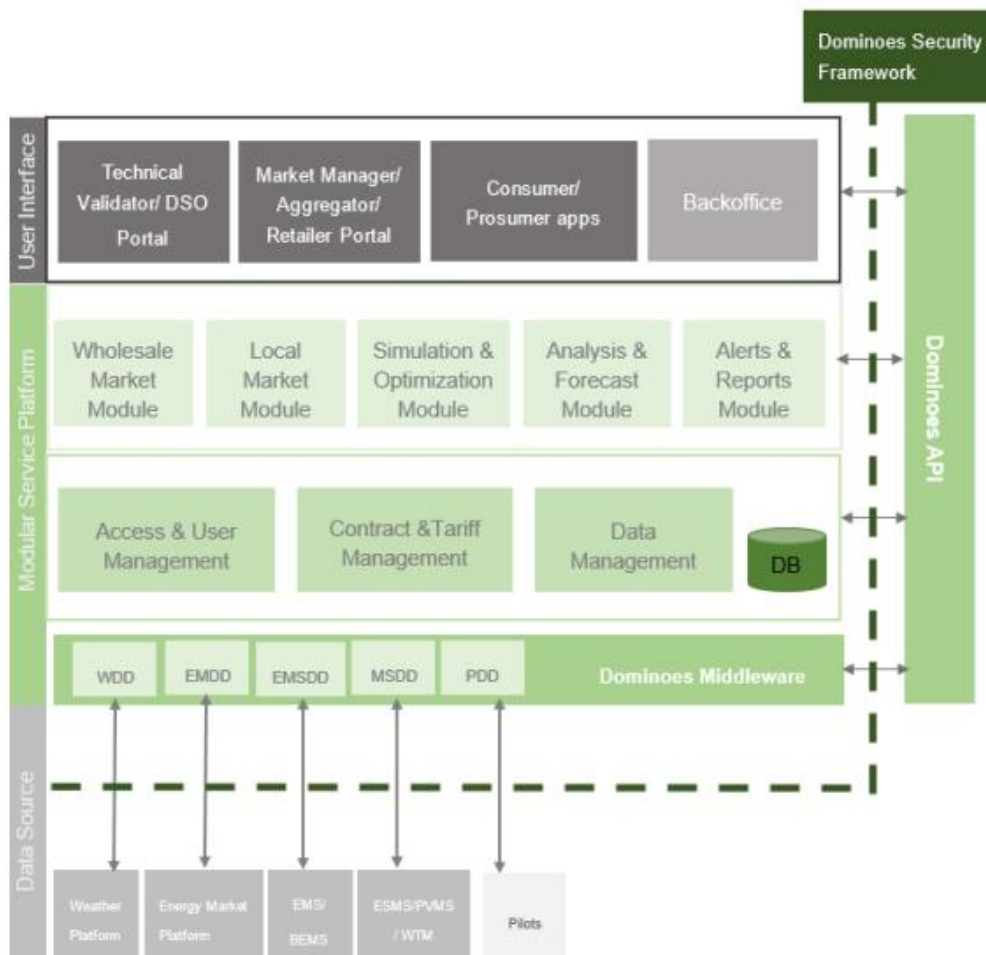 Dominoes Security
Framework
User Interface
Technical
Validator/ DSO
Portal
Market Manager/
Aggregator/
Retailer Portal
Consumer/
Prosumer apps
Backoffice
Modular Service Platform
Wholesale
Market
Module
Local
Market
Module
Simulation &
Optimization
Module
Analysis &
Forecast
Module
Alerts &
Reports
Module
Dominoes API
Access & User
Management
Contract &Tariff
Management
Data
Management
DB
WDD
EMDD
EMSDD
MSDD
PDD
Dominoes Middleware
Data Source
Weather
Platform
Energy Market
Platform
EMS/
BEMS
ESMS/PVMS
/ WTM
Pilots